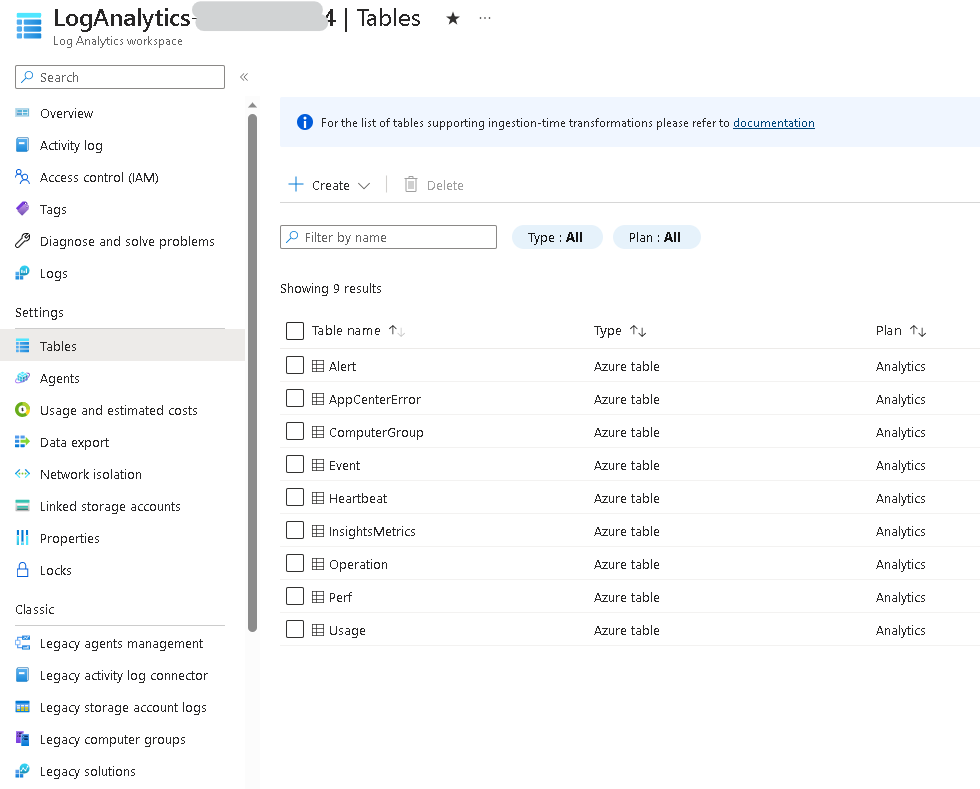 LogAnalytics- 4 | Tables
Log Analytics workspace
Search
Overview
Activity log
Access control (IAM)
Tags
Diagnose and solve problems
Logs
Settings
Tables
Agents
Usage and estimated costs
Data export
Network isolation
Linked storage accounts
Properties
Locks
Classic
Legacy agents management
Legacy activity log connector
Legacy storage account logs
Legacy computer groups
Legacy solutions
For the list of tables supporting ingestion-time transformations please refer to documentation
Create
Delete
Filter by name
Type : All
Plan : All
Showing 9 results
Table name Type Plan
Alert Azure table Analytics
AppCenterError Azure table Analytics
ComputerGroup Azure table Analytics
Event Azure table Analytics
Heartbeat Azure table Analytics
InsightsMetrics Azure table Analytics
Operation Azure table Analytics
Perf Azure table Analytics
Usage Azure table Analytics